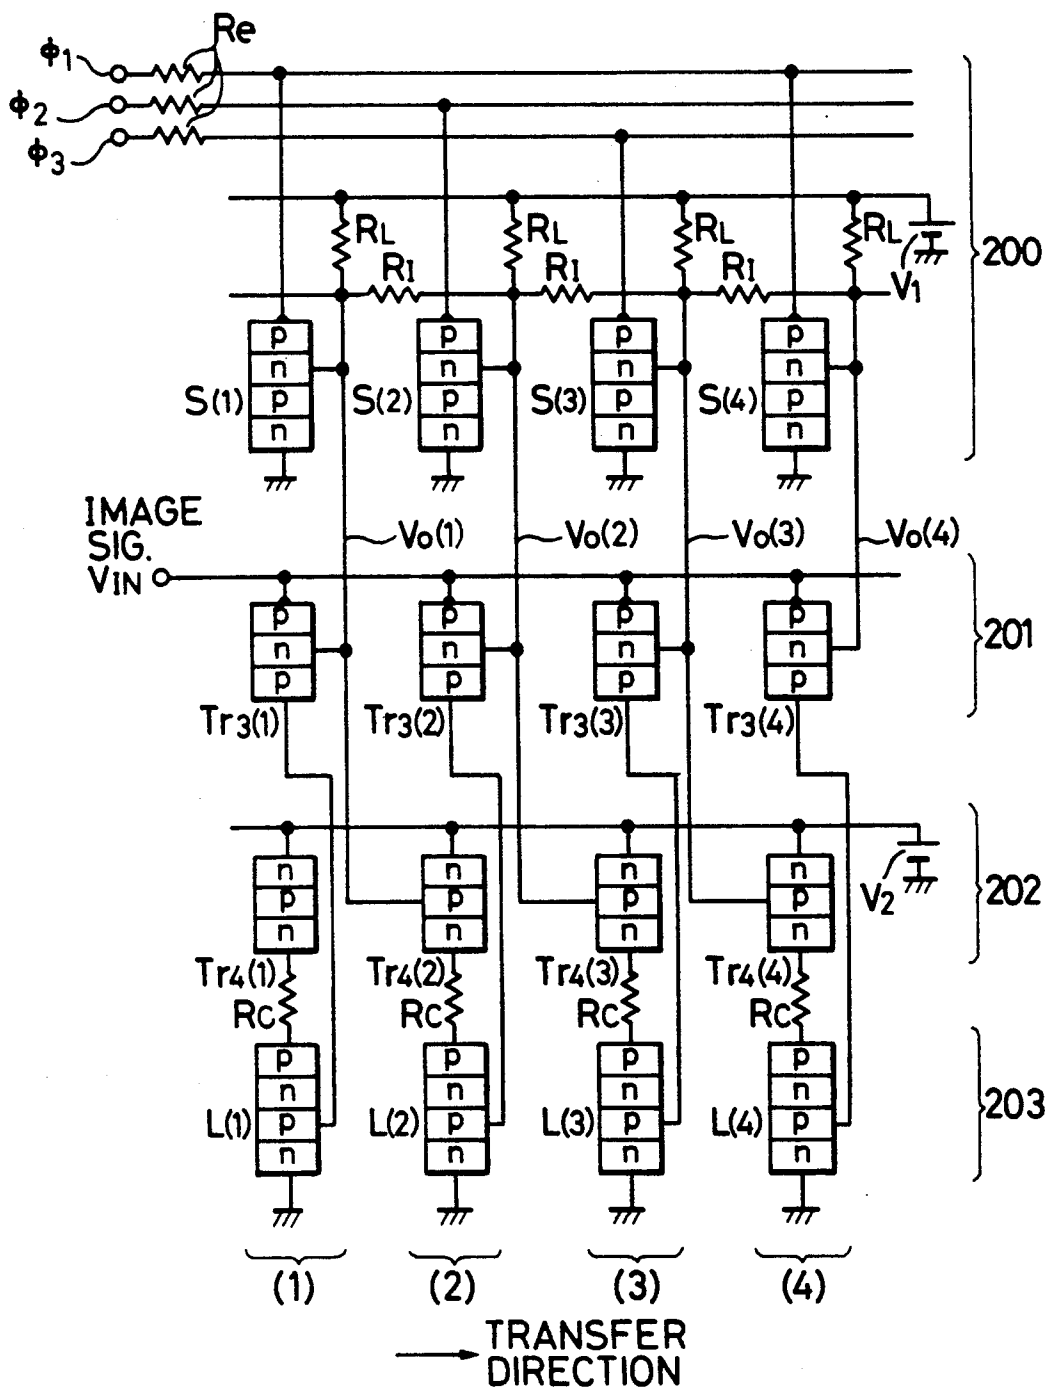 Re
ϕ1
ϕ2
ϕ3
RL RL RL RL
RI RI RI
V1
200
p p p p
n n n n
S(1) S(2) S(3) S(4)
p p p p
n n n n
IMAGE
SIG.
VIN
Vo(1) Vo(2) Vo(3) Vo(4)
p p p p
n n n n
p p p p
201
Tr3(1) Tr3(2) Tr3(3) Tr3(4)
n n n n
p p p p
n n n n
V2
202
Tr4(1) Tr4(2) Tr4(3) Tr4(4)
Rc Rc Rc Rc
p p p p
n n n n
L(1) L(2) L(3) L(4)
p p p p
n n n n
203
(1) (2) (3) (4)
TRANSFER
DIRECTION